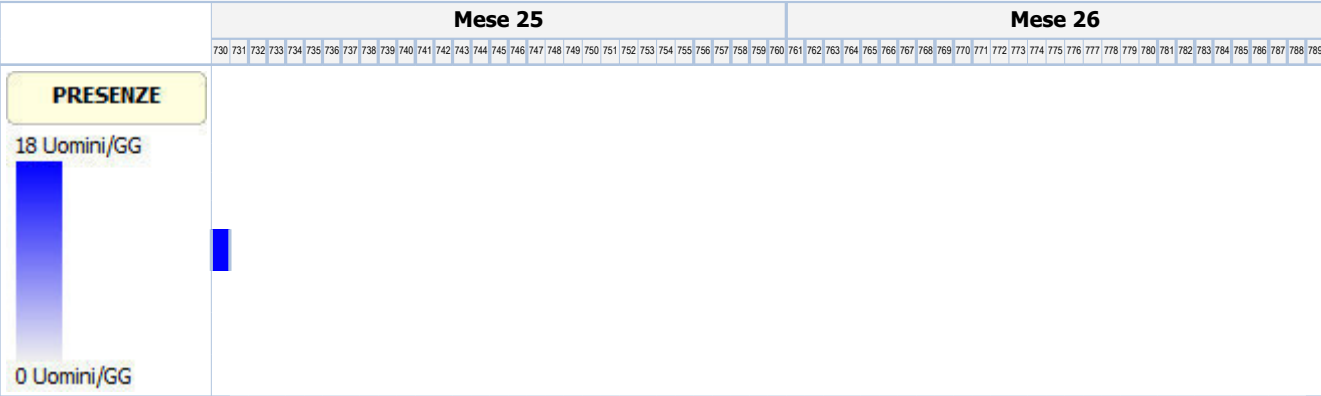 Mese 25 Mese 26
730 731 732 733 734 735 736 737 738 739 740 741 742 743 744 745 746 747 748 749 750 751 752 753 754 755 756 757 758 759 760 761 762 763 764 765 766 767 768 769 770 771 772 773 774 775 776 777 778 779 780 781 782 783 784 785 786 787 788 789
PRESENZE
18 Uomini/GG
0 Uomini/GG